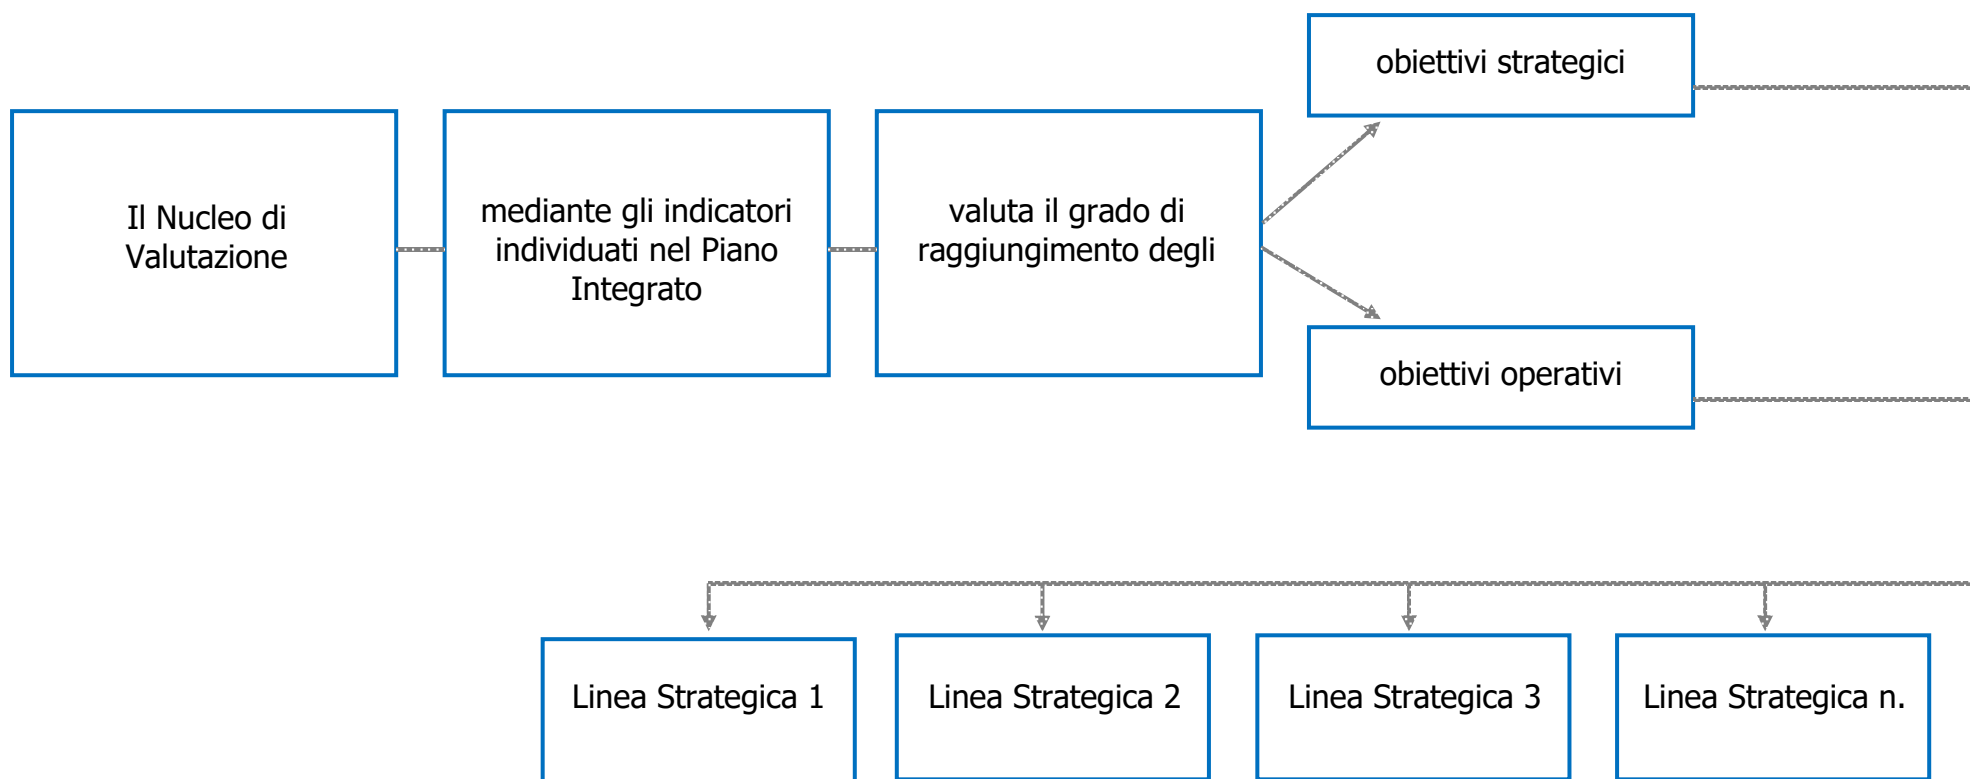 Il Nucleo di
Valutazione
mediante gli indicatori
individuati nel Piano
Integrato
valuta il grado di
raggiungimento degli
obiettivi strategici
obiettivi operativi
Linea Strategica 1
Linea Strategica 2
Linea Strategica 3
Linea Strategica n.